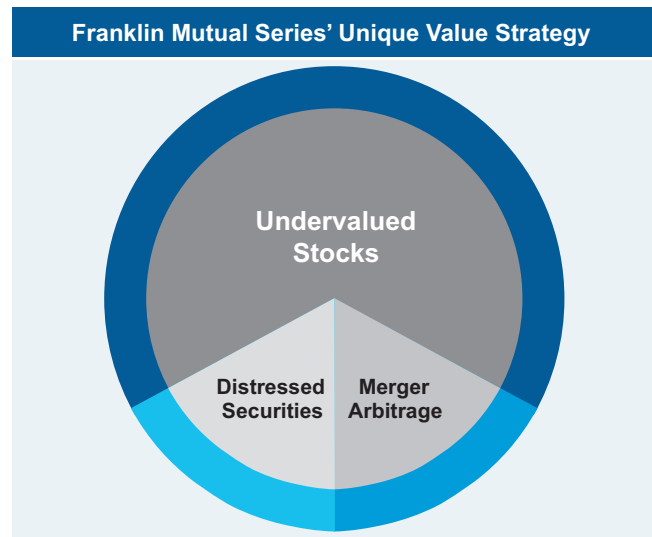 Franklin Mutual Series’ Unique Value Strategy
Undervalued
Stocks
Distressed
Securities
Merger
Arbitrage